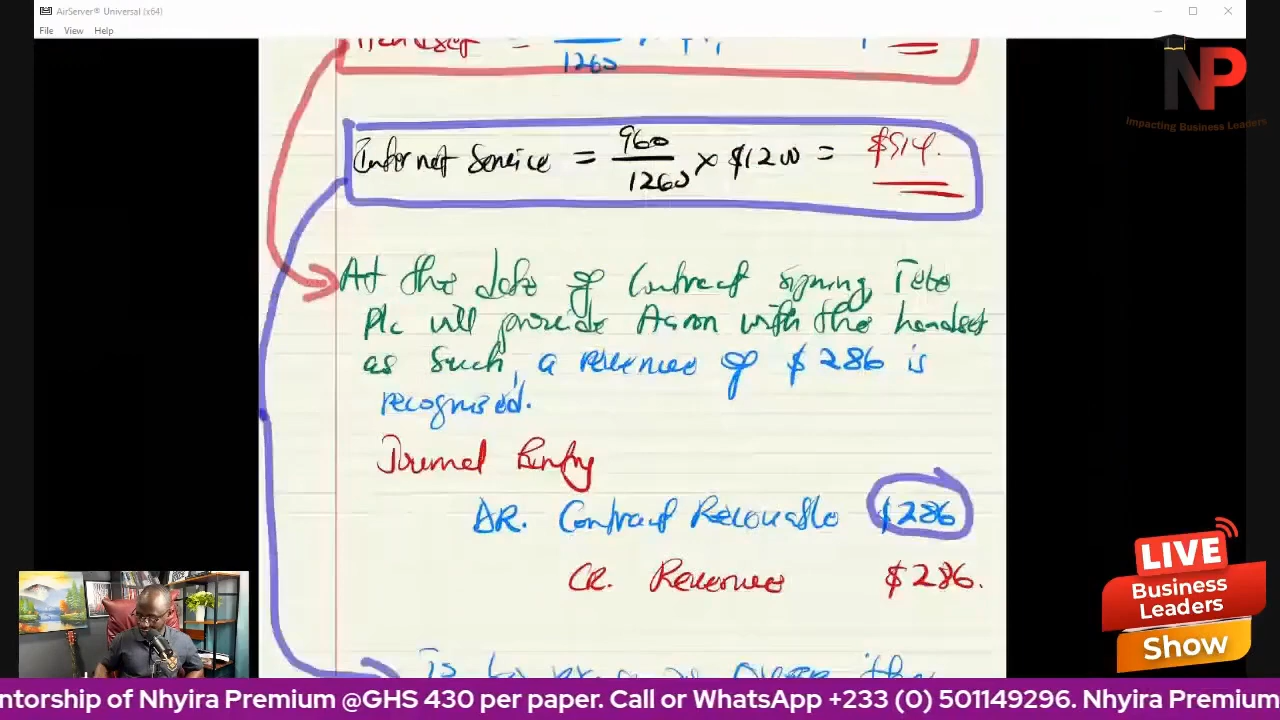 AirServer® Universal (x64)
File View Help
NP
Impacting Business Leaders
1260
Internet Service = 960/1260 × $1200 = $914.
At the date of Contract signing, Tete
Plc will provide Aaron with the handset
as such, a revenue of $286 is
recognised.
Journal Entry
DR. Contract Receivable $286
CR. Revenue $286.
LIVE
Business
Leaders
Show
ntorship of Nhyira Premium @GHS 430 per paper. Call or WhatsApp +233 (0) 501149296. Nhyira Premium